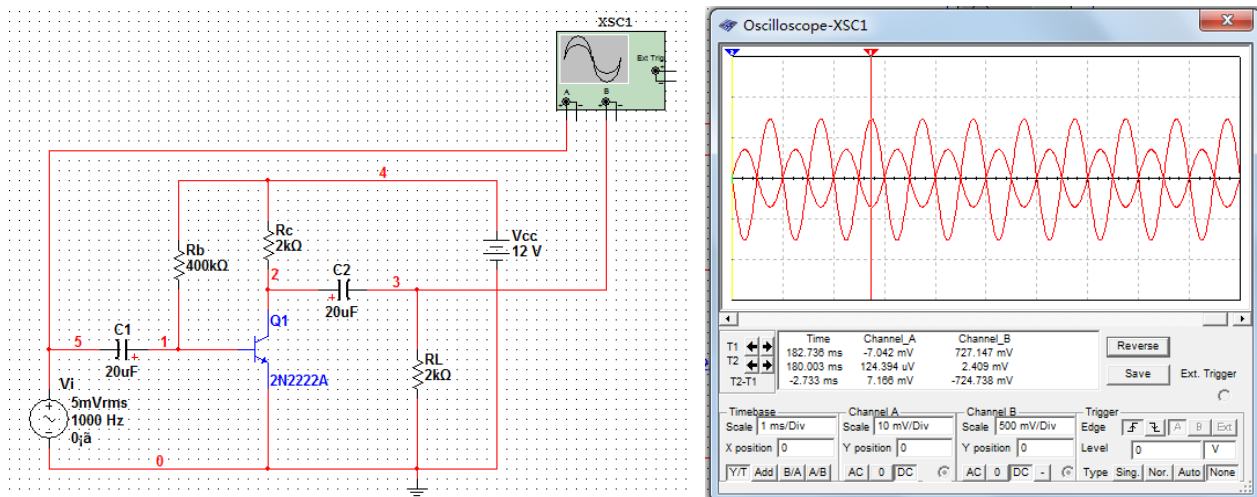 XSC1
Ext Trig
+
-
A
B
+ - + -
4
Rb
400kΩ
Rc
2kΩ
Vcc
12 V
2
C2
3
+
20uF
Q1
C1
5
1
20uF
+
RL
2kΩ
2N2222A
Vi
5mVrms
1000 Hz
0¡ã
0
Oscilloscope-XSC1
2 1
Time Channel_A Channel_B
T1 182.736 ms -7.042 mV 727.147 mV
T2 180.003 ms 124.394 uV 2.409 mV
T2-T1 -2.733 ms 7.166 mV -724.738 mV
Reverse
Save
Ext. Trigger
Timebase
Scale 1 ms/Div
X position 0
Y/T Add B/A A/B
Channel A
Scale 10 mV/Div
Y position 0
AC 0 DC
Channel B
Scale 500 mV/Div
Y position 0
AC 0 DC -
Trigger
Edge A B Ext
Level 0 V
Type Sing. Nor. Auto None